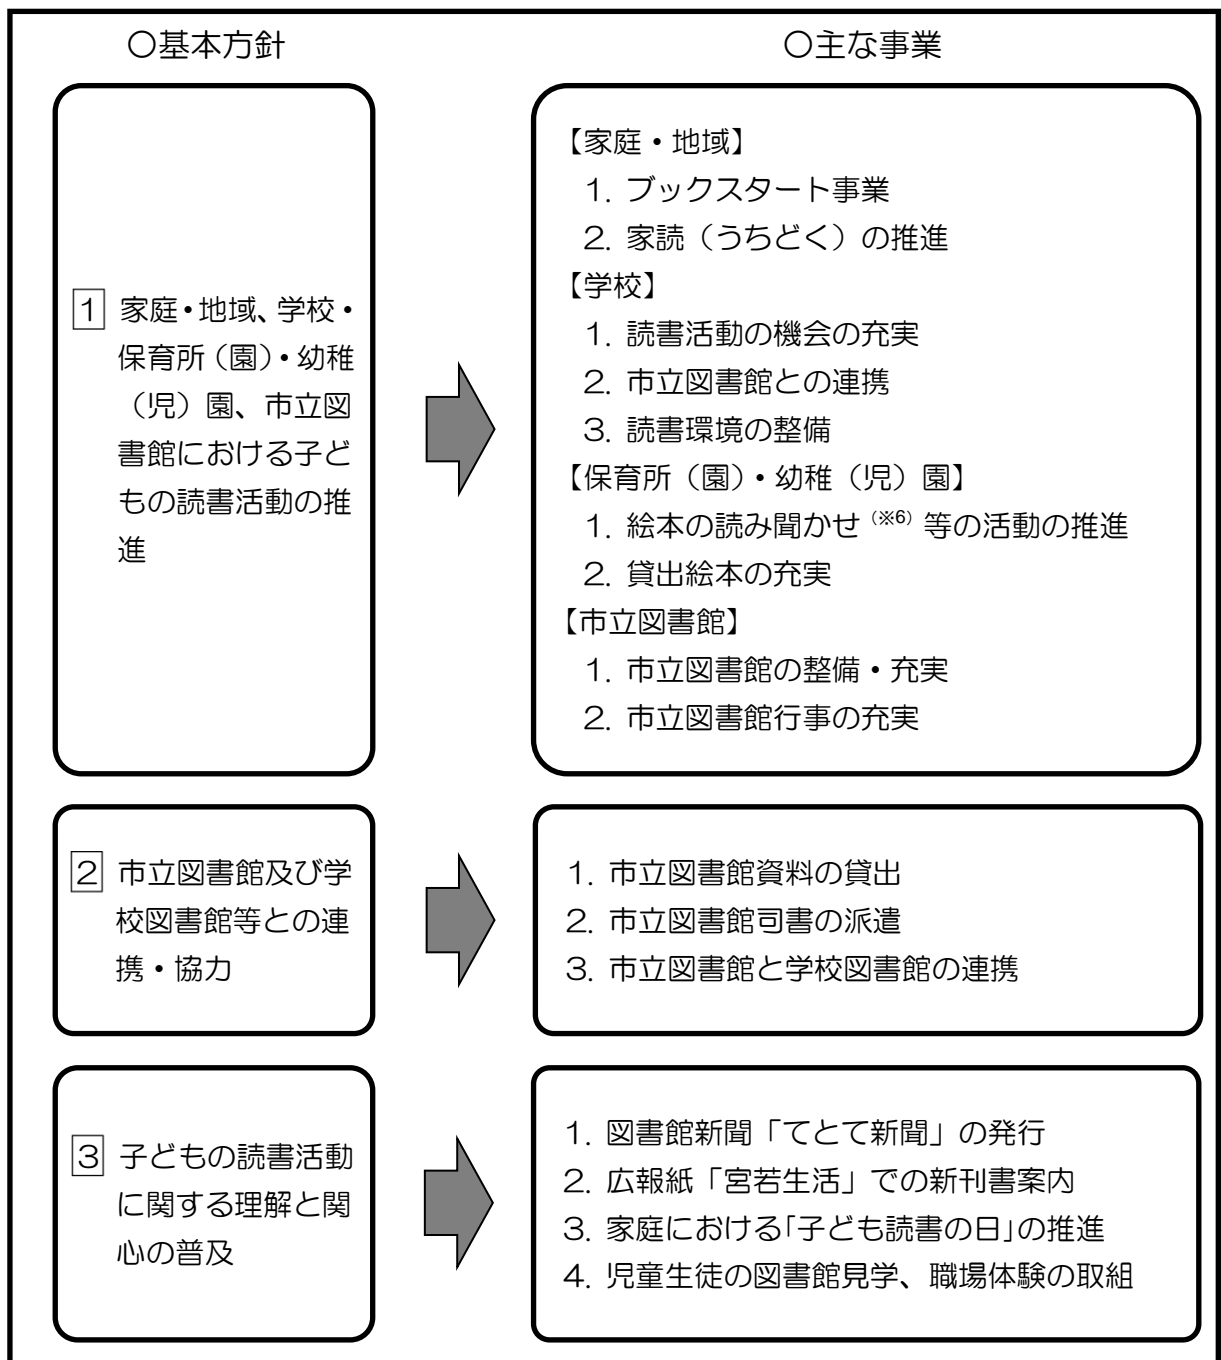 〇基本方針
〇主な事業
1 家庭・地域、学校・
保育所（園）・幼稚
（児）園、市立図
書館における子ど
もの読書活動の推
進
【家庭・地域】
1. ブックスタート事業
2. 家読（うちどく）の推進
【学校】
1. 読書活動の機会の充実
2. 市立図書館との連携
3. 読書環境の整備
【保育所（園）・幼稚（児）園】
1. 絵本の読み聞かせ（※6）等の活動の推進
2. 貸出絵本の充実
【市立図書館】
1. 市立図書館の整備・充実
2. 市立図書館行事の充実
2 市立図書館及び学
校図書館等との連
携・協力
1. 市立図書館資料の貸出
2. 市立図書館司書の派遣
3. 市立図書館と学校図書館の連携
3 子どもの読書活動
に関する理解と関
心の普及
1. 図書館新聞「てとて新聞」の発行
2. 広報紙「宮若生活」での新刊書案内
3. 家庭における「子ども読書の日」の推進
4. 児童生徒の図書館見学、職場体験の取組